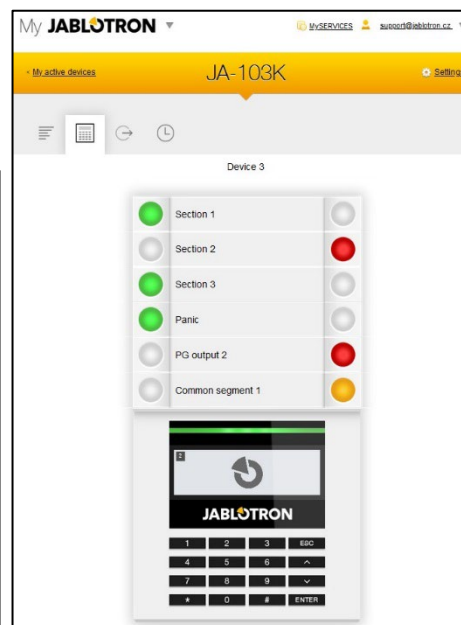 My JABLOTRON
MySERVICES support@jablotron.cz
My active devices JA-103K Setting
Device 3
Section 1
Section 2
Section 3
Panic
PG output 2
Common segment 1
2
JABLOTRON
1 2 3 ESC
4 5 6
7 8 9
* 0 # ENTER